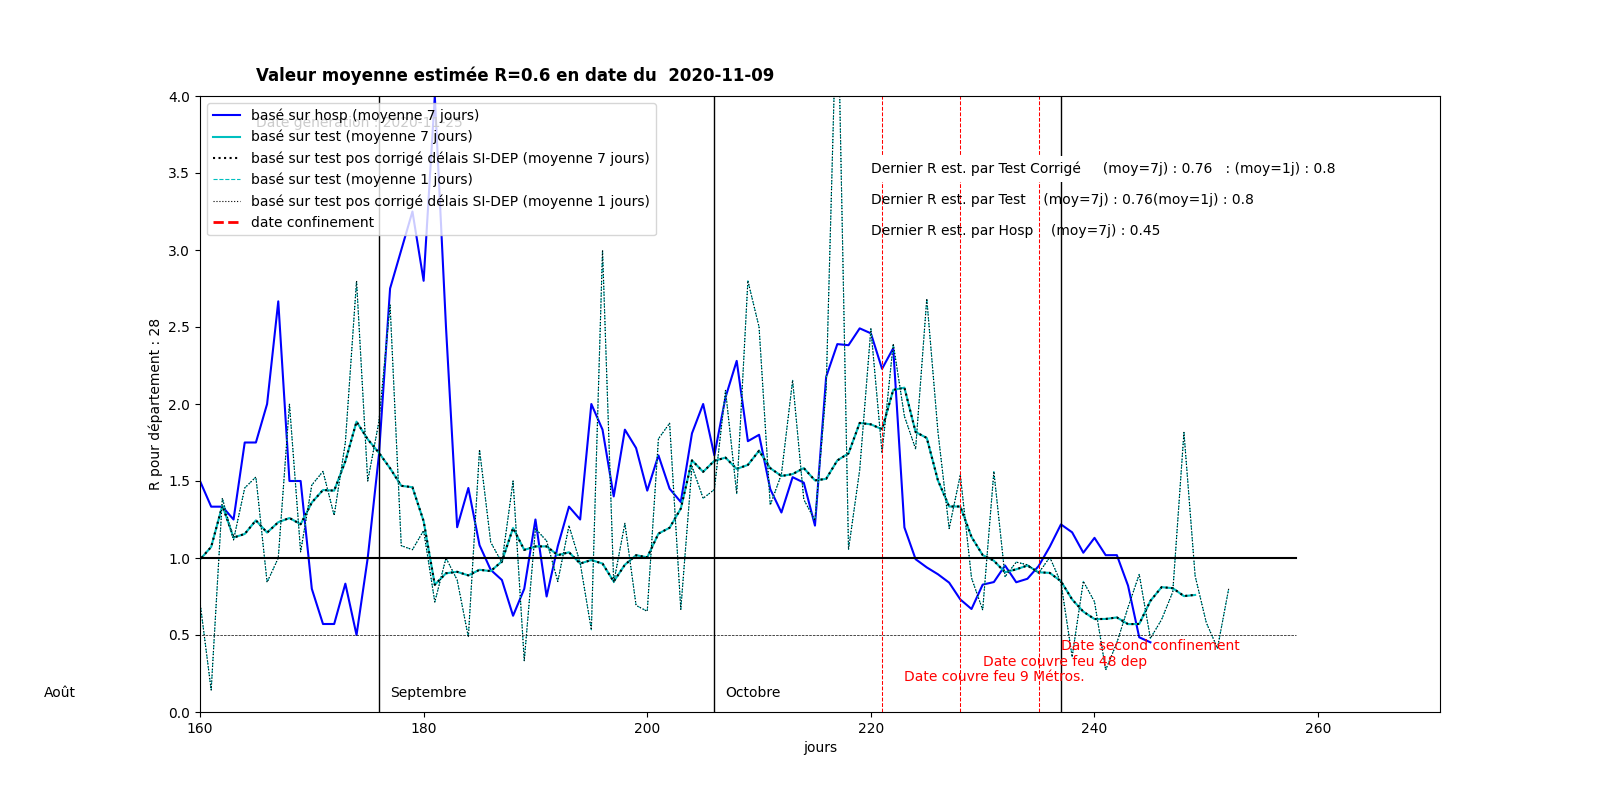 Valeur moyenne estimée R=0.6 en date du  2020-11-09
basé sur hosp (moyenne 7 jours)
basé sur test (moyenne 7 jours)
basé sur test pos corrigé délais SI-DEP (moyenne 7 jours)
basé sur test (moyenne 1 jours)
basé sur test pos corrigé délais SI-DEP (moyenne 1 jours)
date confinement
Dernier R est. par Test Corrigé     (moy=7j) : 0.76   : (moy=1j) : 0.8
Dernier R est. par Test    (moy=7j) : 0.76(moy=1j) : 0.8
Dernier R est. par Hosp    (moy=7j) : 0.45
R pour département : 28
4.0
3.5
3.0
2.5
2.0
1.5
1.0
0.5
0.0
Date second confinement
Date couvre feu 48 dep
Date couvre feu 9 Métros.
Août
Septembre
Octobre
160
180
200
220
240
260
jours